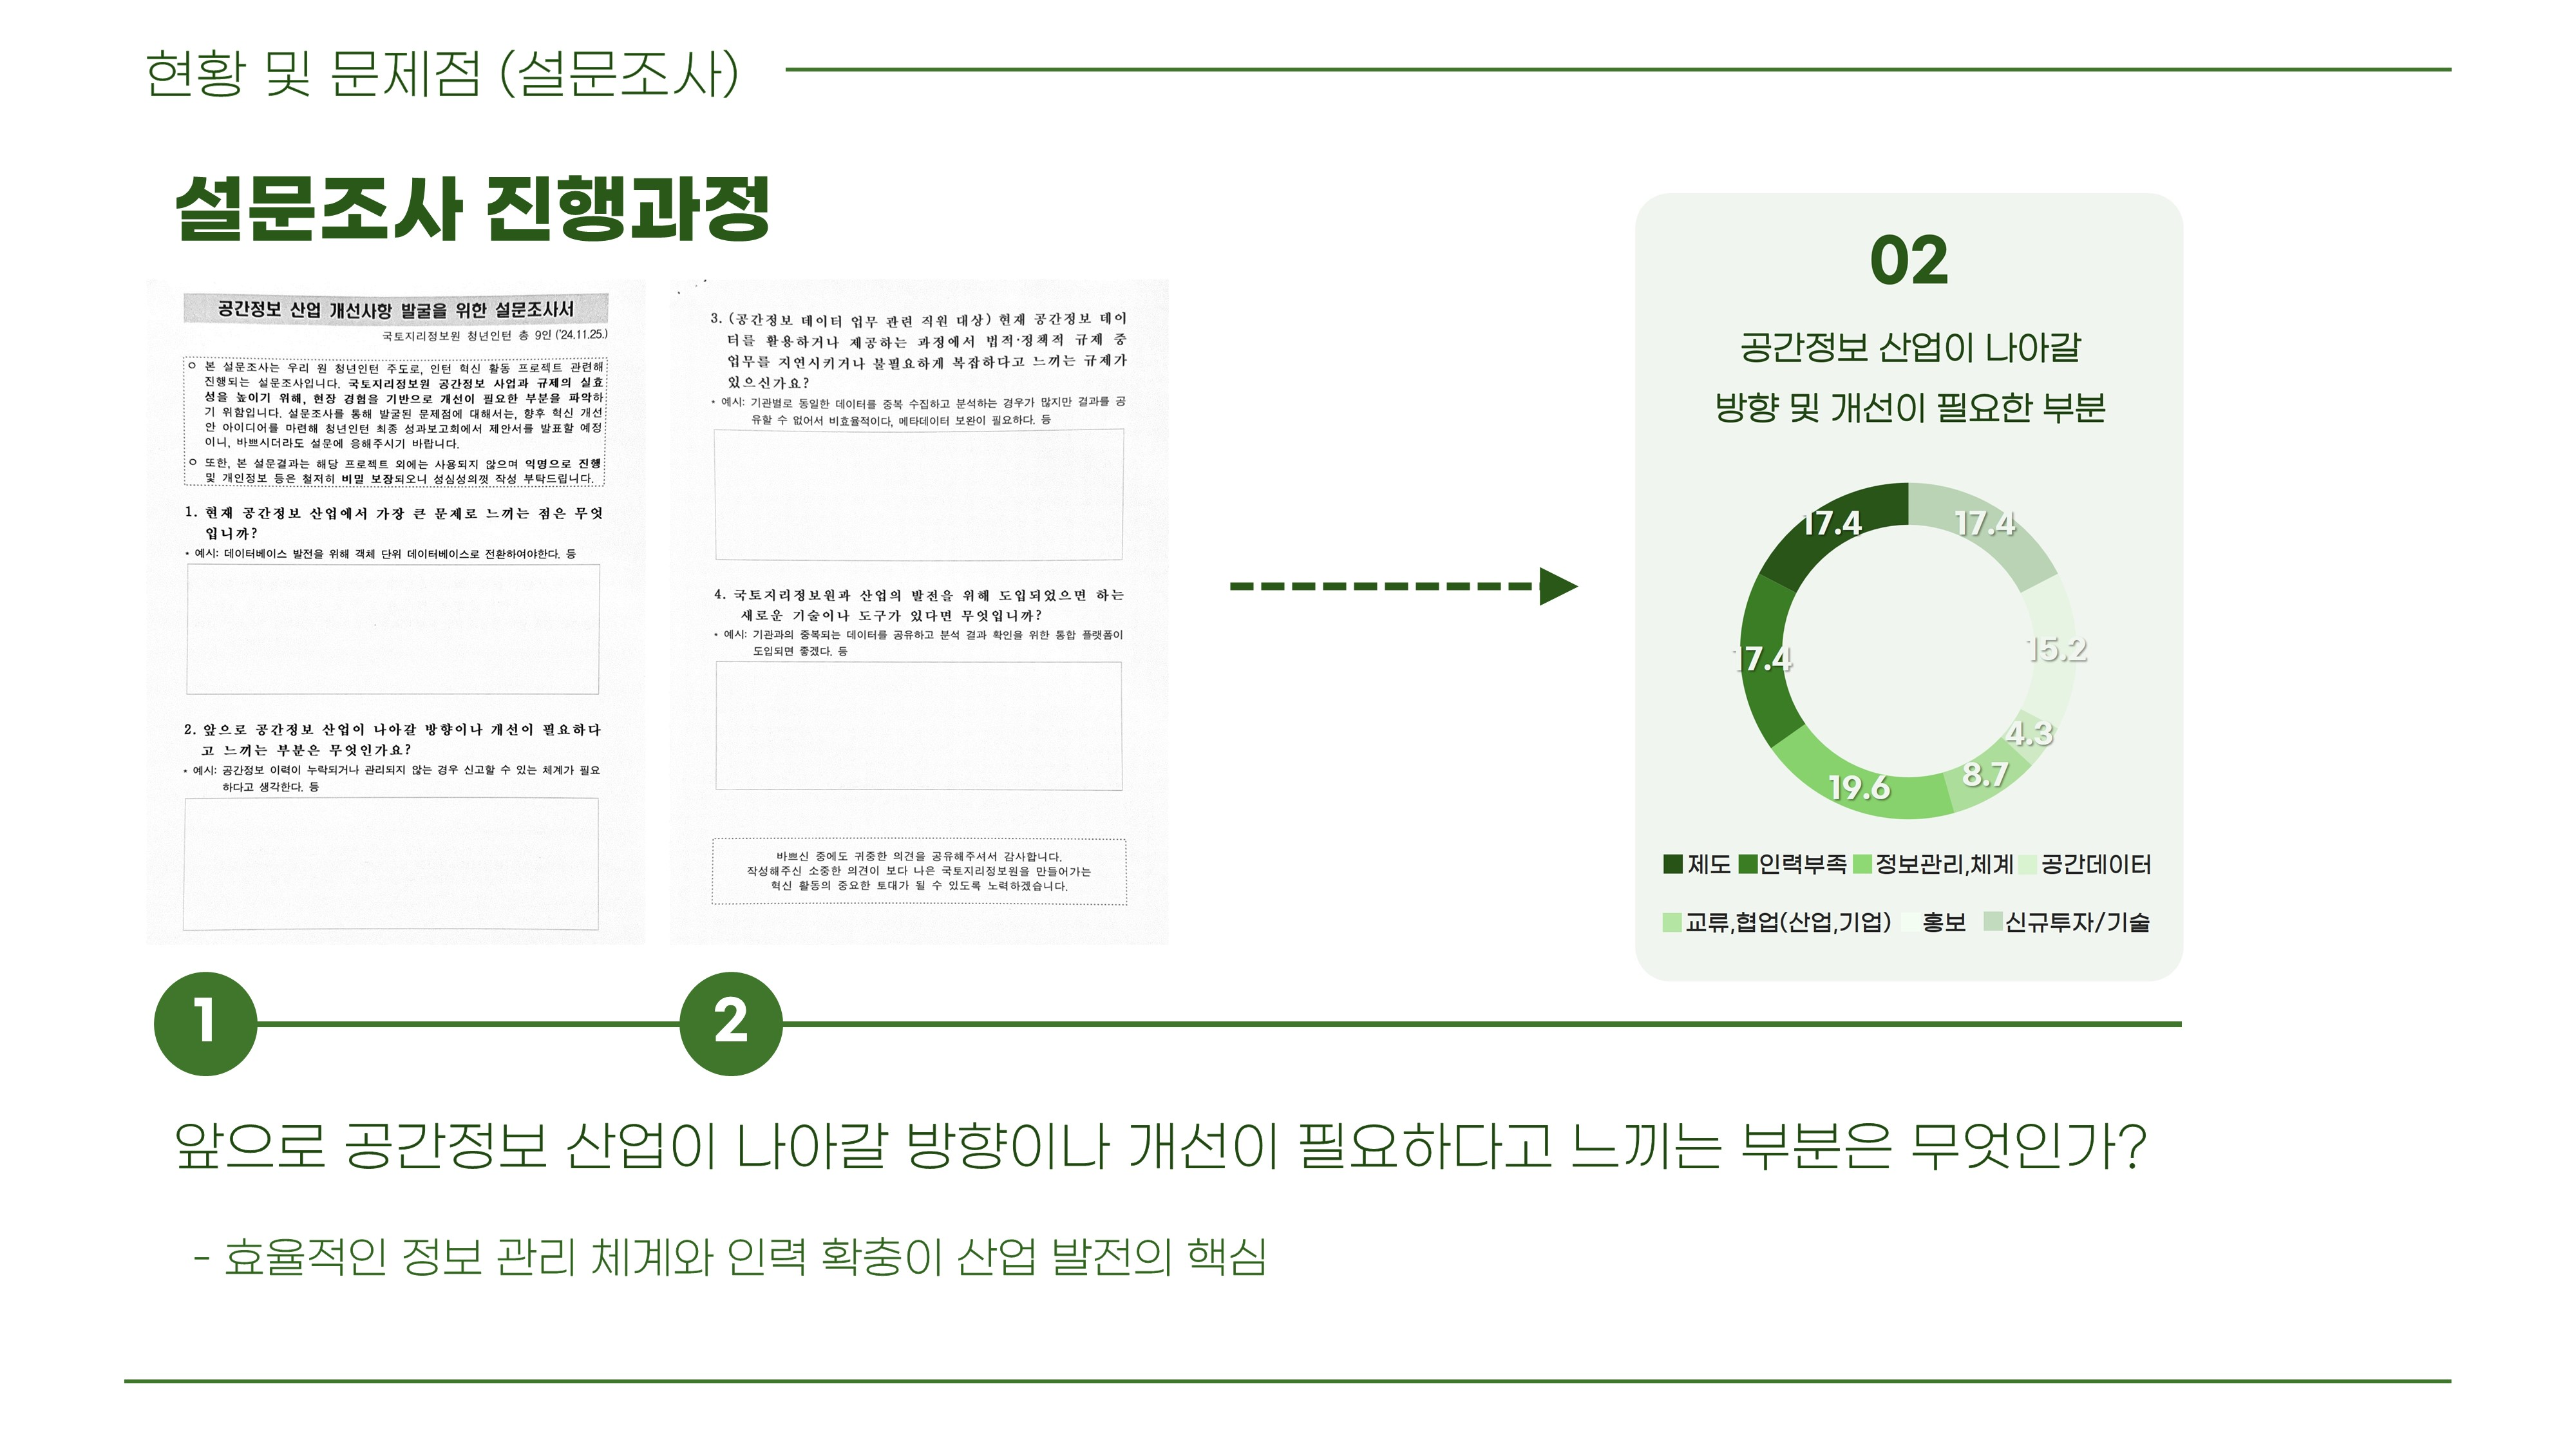 현황 및 문제점 (설문조사)
설문조사 진행과정
공간정보 산업 개선사항 발굴을 위한 설문조사서
국토지리정보원 청년인턴 총 9인 ('24.11.25.)
○ 본 설문조사는 우리 원 청년인턴 주도로, 인턴 혁신 활동 프로젝트 관련해
진행되는 설문조사입니다. 국토지리정보원 공간정보 사업과 규제의 실효
성을 높이기 위해, 현장 경험을 기반으로 개선이 필요한 부분을 파악하
기 위함입니다. 설문조사를 통해 발굴된 문제점에 대해서는, 향후 혁신 개선
안 아이디어를 마련해 청년인턴 최종 성과보고회에서 제안서를 발표할 예정
이니, 바쁘시더라도 설문에 응해주시기 바랍니다.
○ 또한, 본 설문결과는 해당 프로젝트 외에는 사용되지 않으며 익명으로 진행
및 개인정보 등은 철저히 비밀 보장되오니 성심성의껏 작성 부탁드립니다.
1. 현재 공간정보 산업에서 가장 큰 문제로 느끼는 점은 무엇
입니까?
* 예시: 데이터베이스 발전을 위해 객체 단위 데이터베이스로 전환하여야한다. 등
2. 앞으로 공간정보 산업이 나아갈 방향이나 개선이 필요하다
고 느끼는 부분은 무엇인가요?
* 예시: 공간정보 이력이 누락되거나 관리되지 않는 경우 신고할 수 있는 체계가 필요
하다고 생각한다. 등
3. (공간정보 데이터 업무 관련 직원 대상) 현재 공간정보 데이
터를 활용하거나 제공하는 과정에서 법적·정책적 규제 중
업무를 지연시키거나 불필요하게 복잡하다고 느끼는 규제가
있으신가요?
* 예시: 기관별로 동일한 데이터를 중복 수집하고 분석하는 경우가 많지만 결과를 공
유할 수 없어서 비효율적이다, 메타데이터 보완이 필요하다. 등
4. 국토지리정보원과 산업의 발전을 위해 도입되었으면 하는
새로운 기술이나 도구가 있다면 무엇입니까?
* 예시: 기관과의 중복되는 데이터를 공유하고 분석 결과 확인을 위한 통합 플랫폼이
도입되면 좋겠다. 등
바쁘신 중에도 귀중한 의견을 공유해주셔서 감사합니다.
작성해주신 소중한 의견이 보다 나은 국토지리정보원을 만들어가는
혁신 활동의 중요한 토대가 될 수 있도록 노력하겠습니다.
02
공간정보 산업이 나아갈
방향 및 개선이 필요한 부분
17.4
17.4
15.2
17.4
4.3
8.7
19.6
제도 인력부족 정보관리,체계 공간데이터
교류,협업(산업,기업) 홍보 신규투자/기술
1
2
앞으로 공간정보 산업이 나아갈 방향이나 개선이 필요하다고 느끼는 부분은 무엇인가?
- 효율적인 정보 관리 체계와 인력 확충이 산업 발전의 핵심